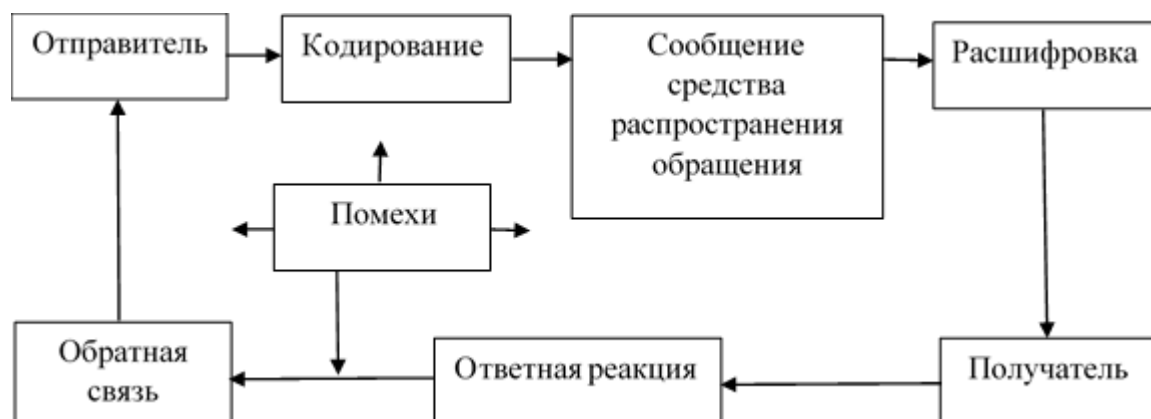 Отправитель
Кодирование
Сообщение
средства
распространения
обращения
Расшифровка
Помехи
Обратная
связь
Ответная реакция
Получатель